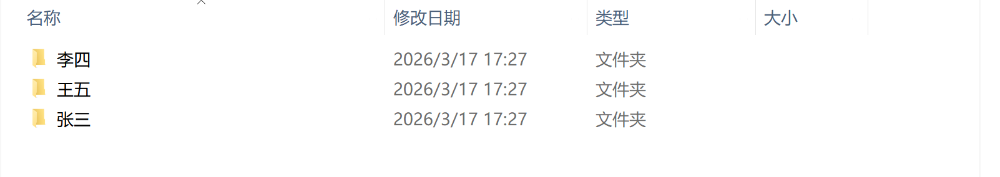 名称 修改日期 类型 大小
李四 2026/3/17 17:27 文件夹
王五 2026/3/17 17:27 文件夹
张三 2026/3/17 17:27 文件夹